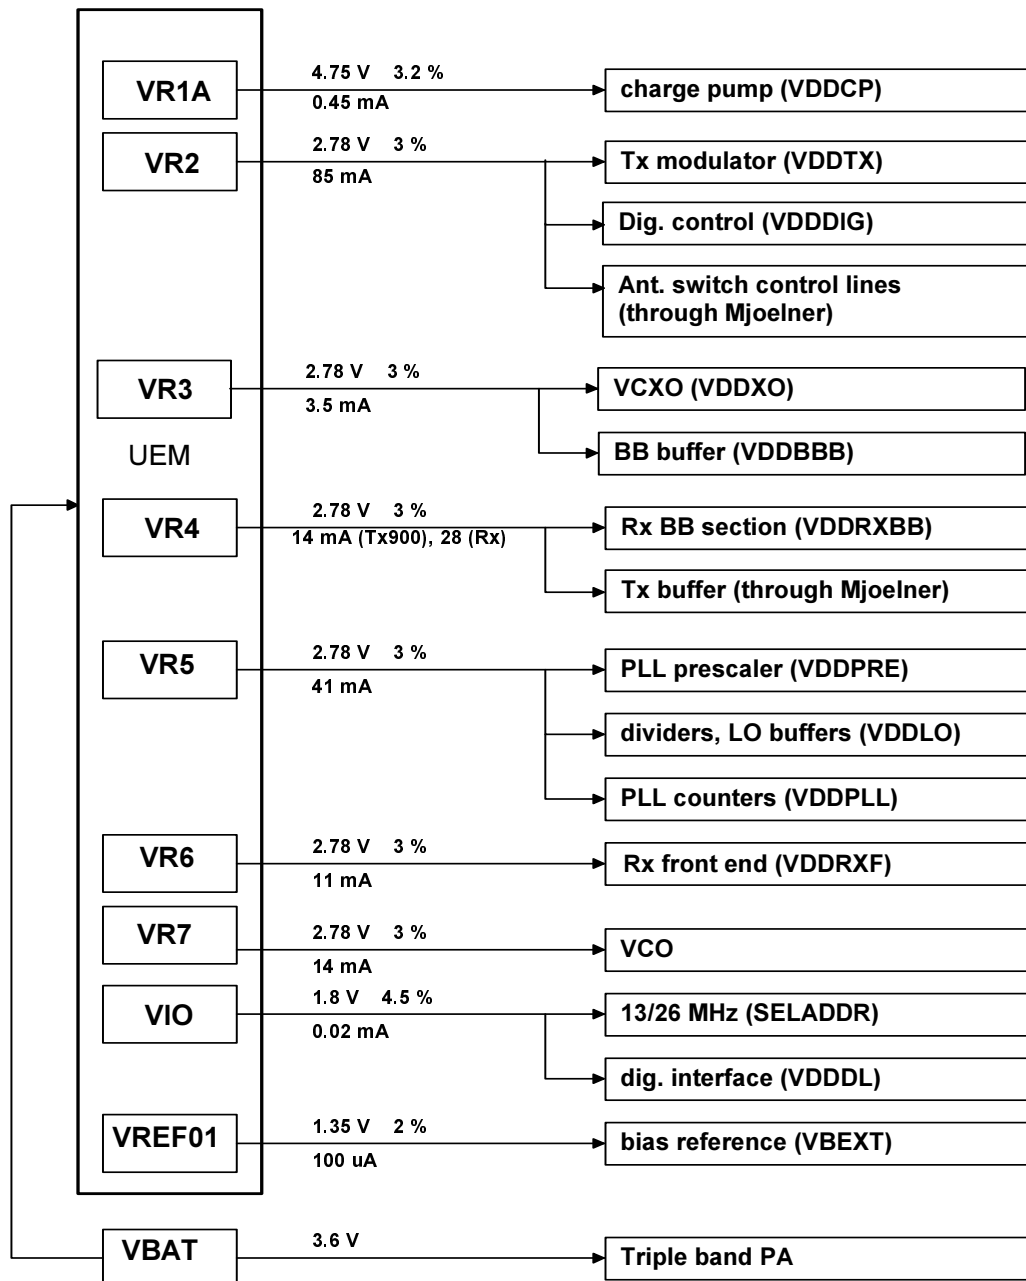 VR1A
4.75 V 3.2 %
0.45 mA
charge pump (VDDCP)
VR2
2.78 V 3 %
85 mA
Tx modulator (VDDTX)
Dig. control (VDDDIG)
Ant. switch control lines
(through Mjoelner)
VR3
2.78 V 3 %
3.5 mA
VCXO (VDDXO)
BB buffer (VDDBBB)
UEM
VR4
2.78 V 3 %
14 mA (Tx900), 28 (Rx)
Rx BB section (VDDRXBB)
Tx buffer (through Mjoelner)
VR5
2.78 V 3 %
41 mA
PLL prescaler (VDDPRE)
dividers, LO buffers (VDDLO)
PLL counters (VDDPLL)
VR6
2.78 V 3 %
11 mA
Rx front end (VDDRXF)
VR7
2.78 V 3 %
14 mA
VCO
VIO
1.8 V 4.5 %
0.02 mA
13/26 MHz (SELADDR)
dig. interface (VDDDL)
VREF01
1.35 V 2 %
100 uA
bias reference (VBEXT)
VBAT
3.6 V
Triple band PA